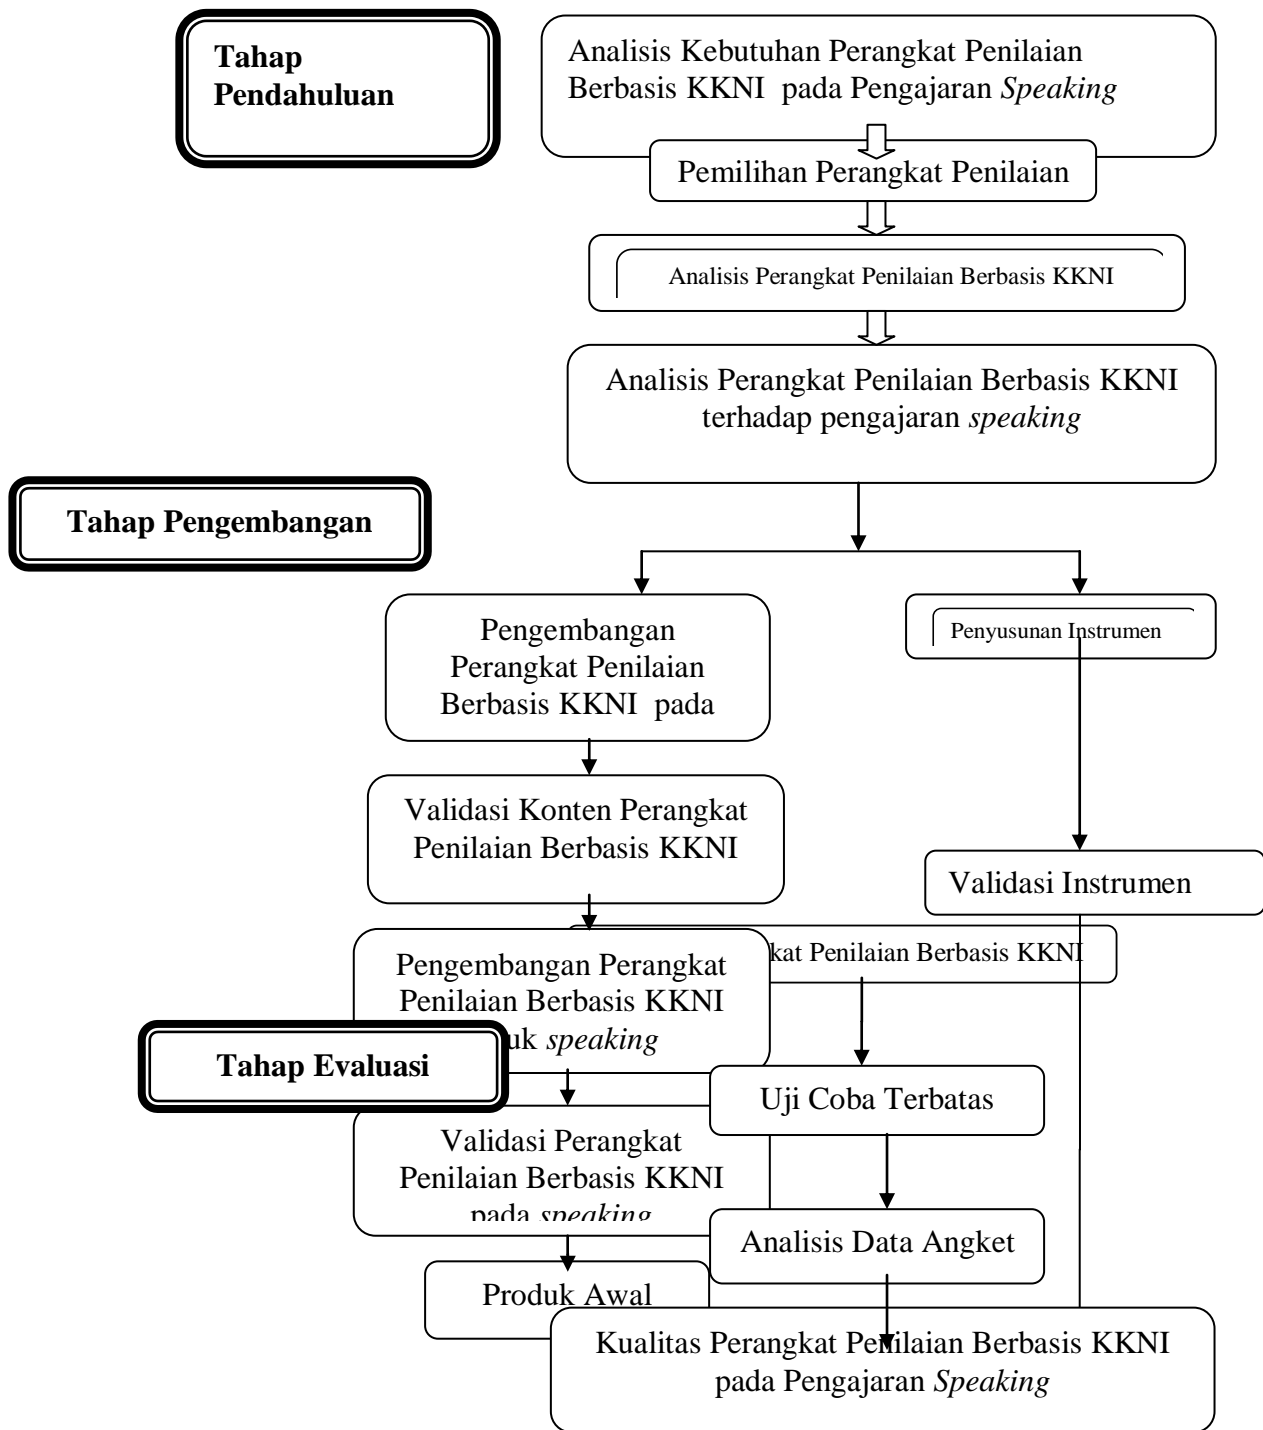 Tahap
Pendahuluan
Analisis Kebutuhan Perangkat Penilaian
Berbasis KKNI pada Pengajaran Speaking
Pemilihan Perangkat Penilaian
Analisis Perangkat Penilaian Berbasis KKNI
Analisis Perangkat Penilaian Berbasis KKNI
terhadap pengajaran speaking
Tahap Pengembangan
Pengembangan
Perangkat Penilaian
Berbasis KKNI pada
Penyusunan Instrumen
Validasi Konten Perangkat
Penilaian Berbasis KKNI
Validasi Instrumen
Pengembangan Perangkat
Penilaian Berbasis KKNI
uk speaking
kat Penilaian Berbasis KKNI
Tahap Evaluasi
Uji Coba Terbatas
Validasi Perangkat
Penilaian Berbasis KKNI
pada speaking
Analisis Data Angket
Produk Awal
Kualitas Perangkat Penilaian Berbasis KKNI
pada Pengajaran Speaking